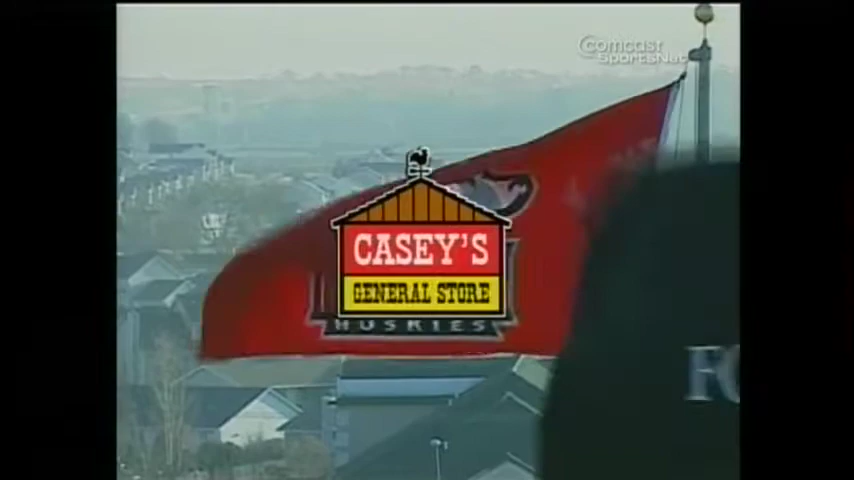 Comcast
SportsNet
CASEY'S
GENERAL STORE
HUSKIES